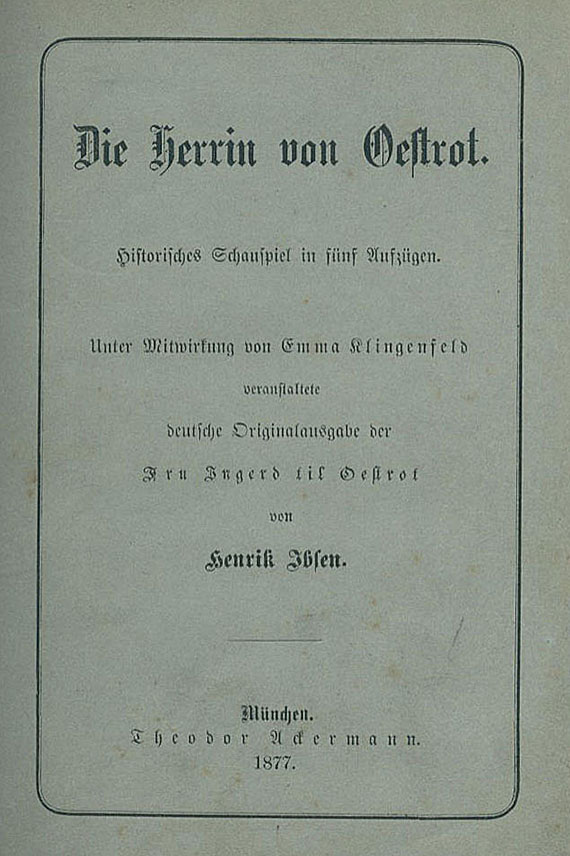 Die Herrin von Oestrot.
Historisches Schauspiel in fünf Aufzügen.
Unter Mitwirkung von Emma Klingenfeld
veranstaltete
deutsche Originalausgabe der
Fru Ingerd til Oestrot
von
Henrik Ibsen.
München.
Theodor Ackermann.
1877.